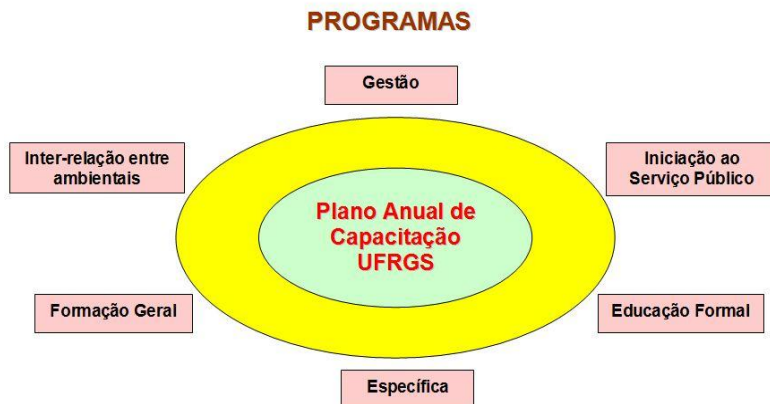 PROGRAMAS
Gestão
Inter-relação entre
ambientais
Iniciação ao
Serviço Público
Plano Anual de
Capacitação
UFRGS
Formação Geral
Educação Formal
Específica